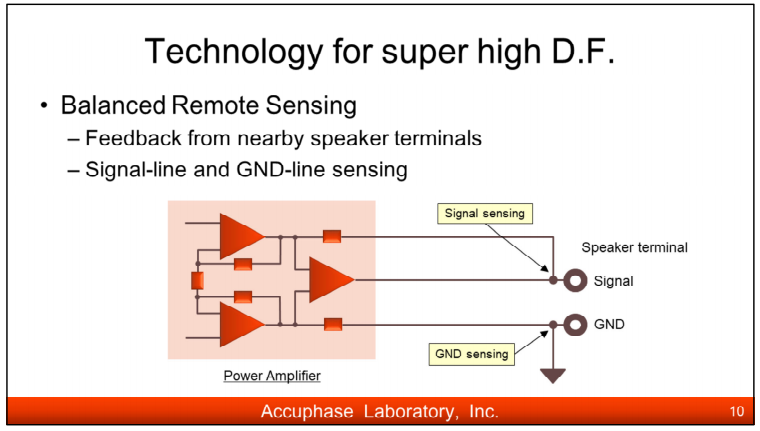 Technology for super high D.F.
• Balanced Remote Sensing
– Feedback from nearby speaker terminals
– Signal-line and GND-line sensing
Signal sensing
Speaker terminal
Signal
GND
GND sensing
Power Amplifier
Accuphase Laboratory, Inc.
10